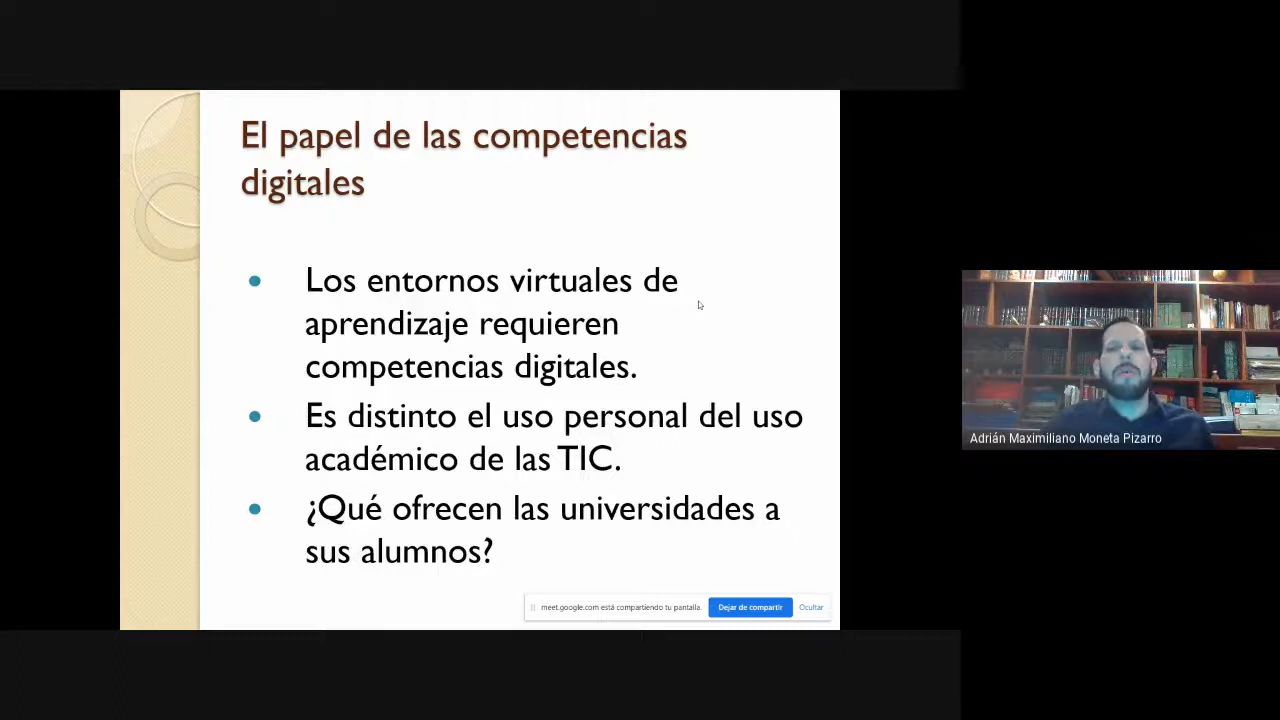 El papel de las competencias
digitales
Los entornos virtuales de
aprendizaje requieren
competencias digitales.
Es distinto el uso personal del uso
académico de las TIC.
¿Qué ofrecen las universidades a
sus alumnos?
meet.google.com está compartiendo tu pantalla.
Dejar de compartir
Ocultar
Adrián Maximiliano Moneta Pizarro